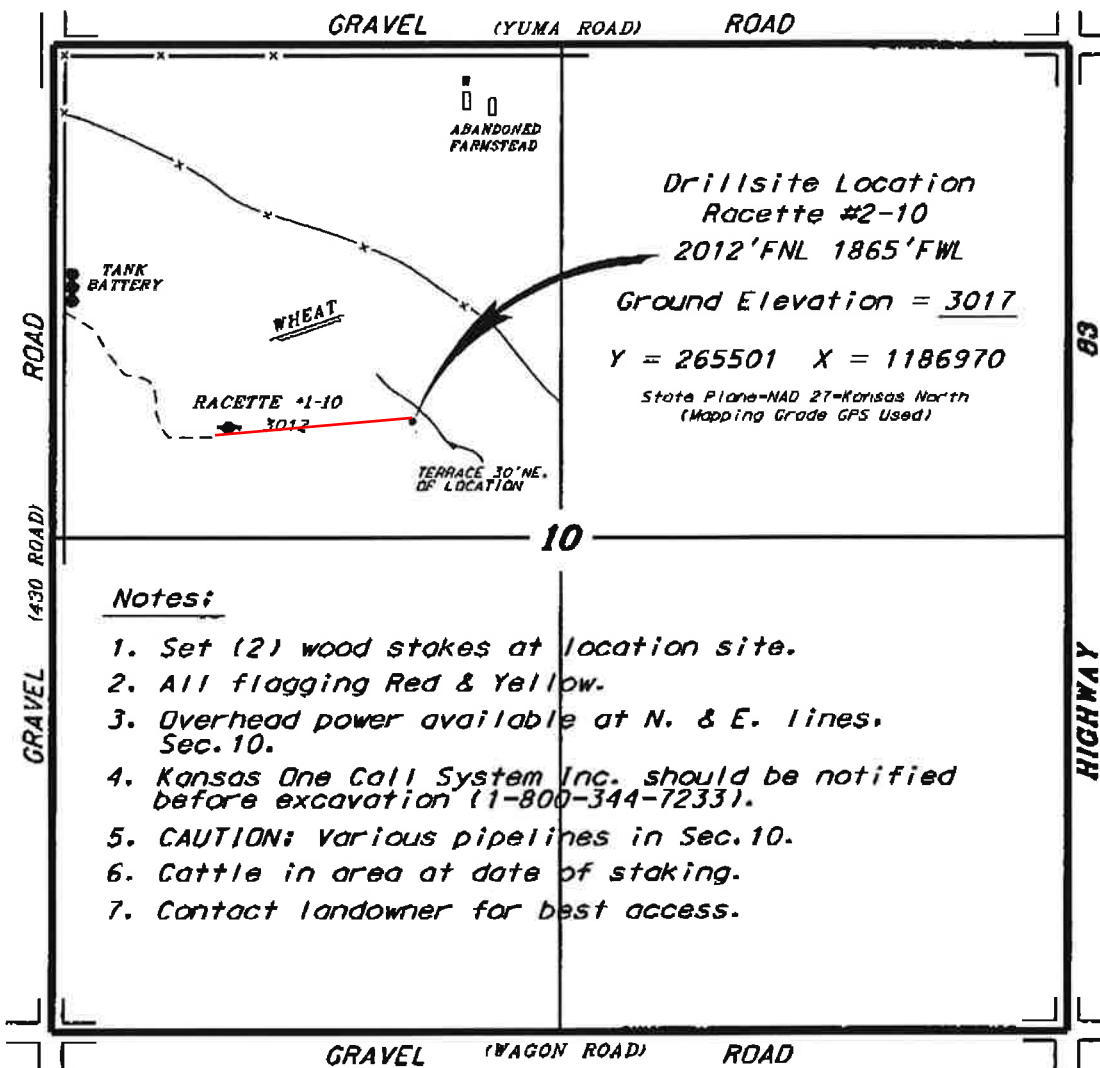 GRAVEL (YUMA ROAD) ROAD
W
ABANDONED
FARMSTEAD
Drillsite Location
Racette #2-10
2012'FNL 1865'FWL
Ground Elevation = 3017
Y = 265501 X = 1186970
State Plane-NAD 27-Kansas North
(Mapping Grade GPS Used)
TANK
BATTERY
WHEAT
RACETTE #1-10
3012
TERRACE 30'NE.
OF LOCATION
10
GRAVEL (430 ROAD) ROAD
HIGHWAY 83
Notes:
1. Set (2) wood stakes at location site.
2. All flagging Red & Yellow.
3. Overhead power available at N. & E. lines,
Sec. 10.
4. Kansas One Call System Inc. should be notified
before excavation (1-800-344-7233).
5. CAUTION: Various pipelines in Sec. 10.
6. Cattle in area at date of staking.
7. Contact landowner for best access.
GRAVEL (WAGON ROAD) ROAD